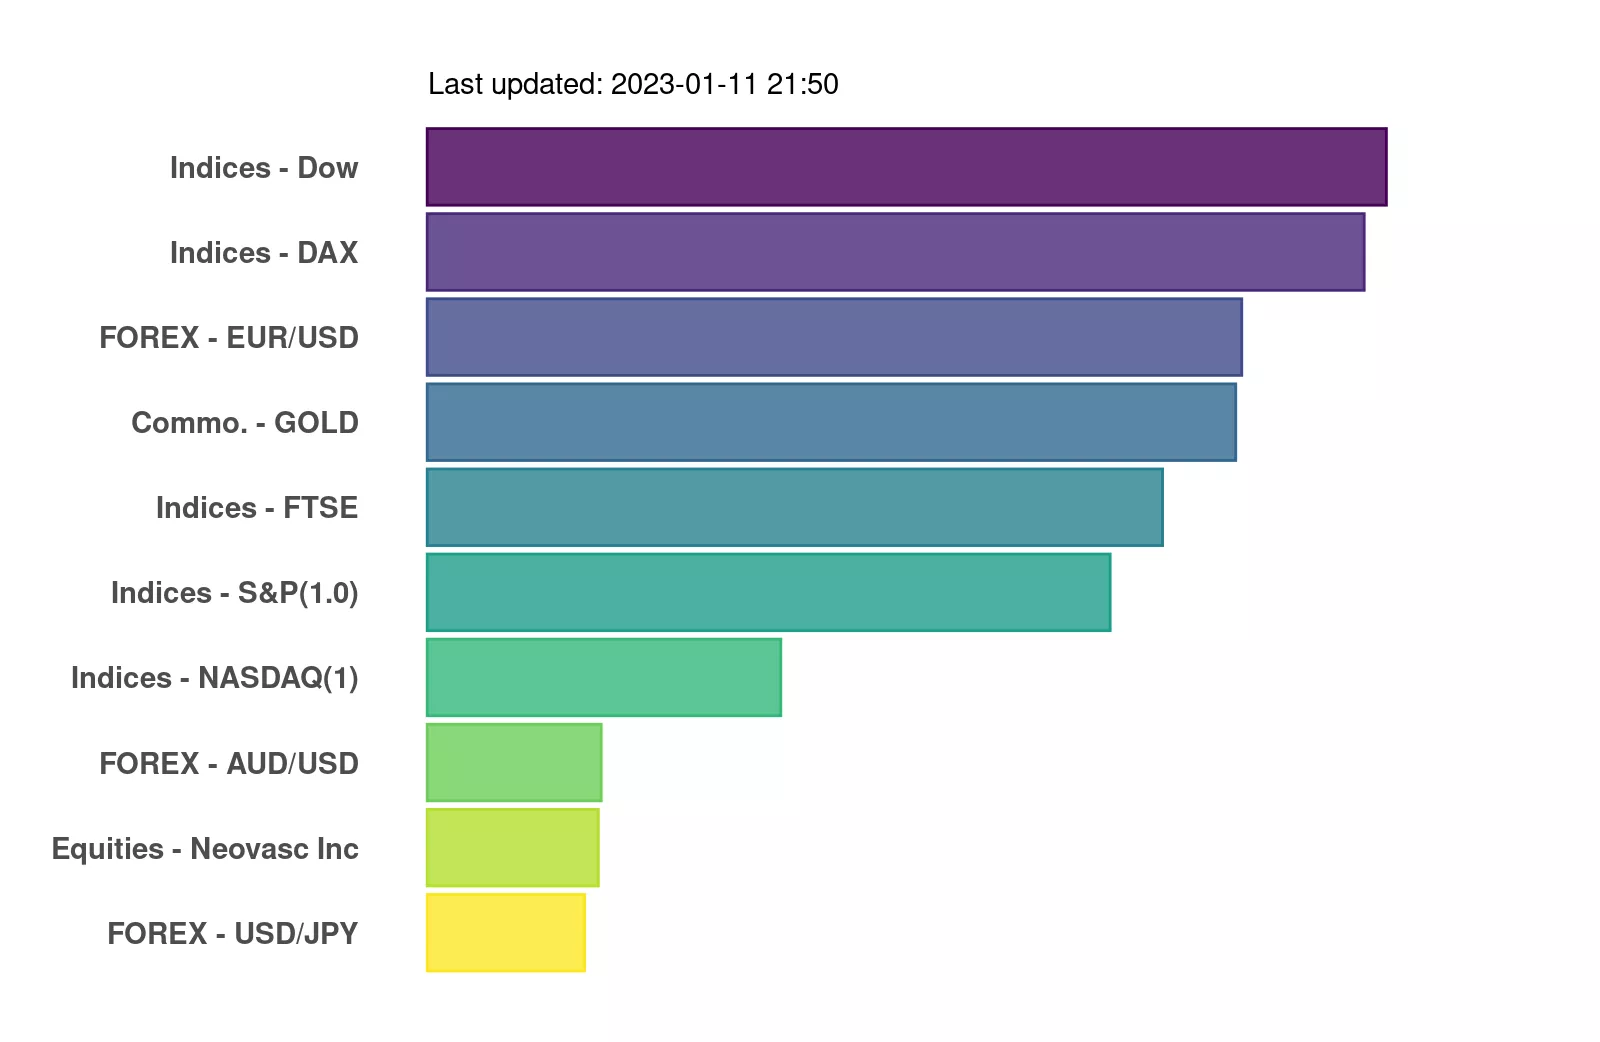 Last updated: 2023-01-11 21:50
Indices - Dow
Indices - DAX
FOREX - EUR/USD
Commo. - GOLD
Indices - FTSE
Indices - S&P(1.0)
Indices - NASDAQ(1)
FOREX - AUD/USD
Equities - Neovasc Inc
FOREX - USD/JPY